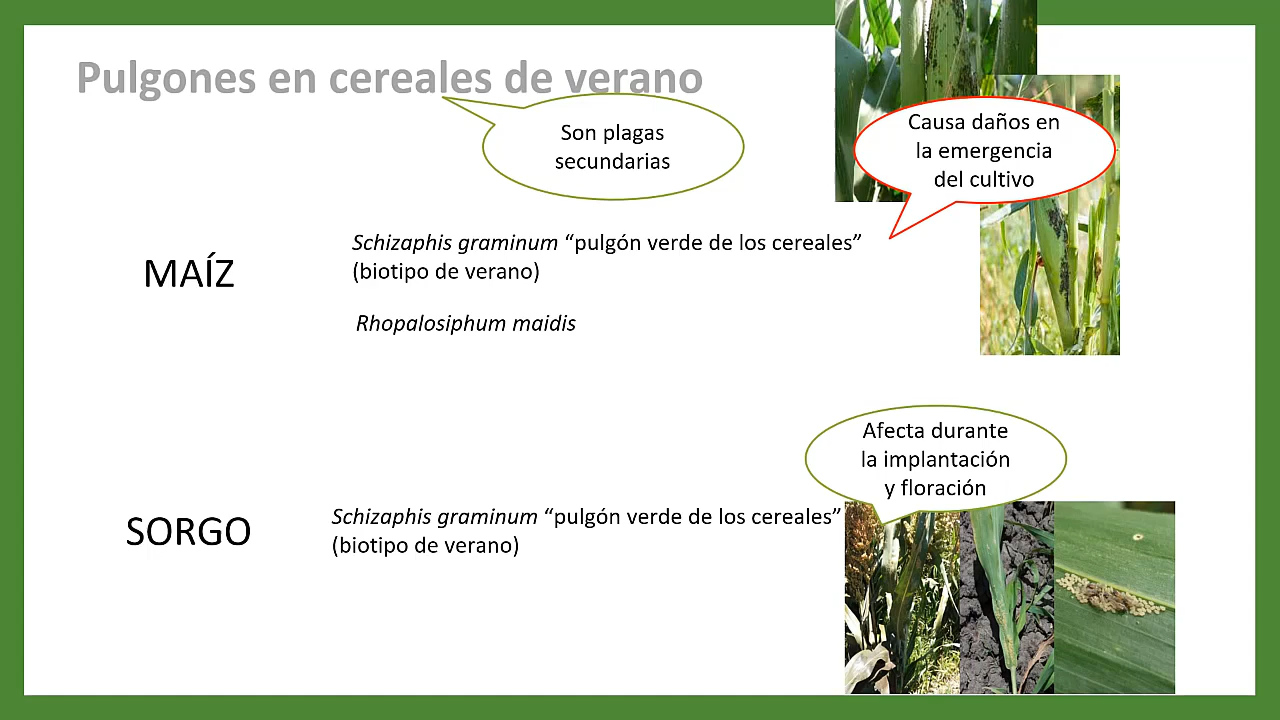 Pulgones en cereales de verano
Son plagas
secundarias
Causa daños en
la emergencia
del cultivo
MAÍZ
Schizaphis graminum “pulgón verde de los cereales”
(biotipo de verano)
Rhopalosiphum maidis
Afecta durante
la implantación
y floración
SORGO
Schizaphis graminum “pulgón verde de los cereales”
(biotipo de verano)